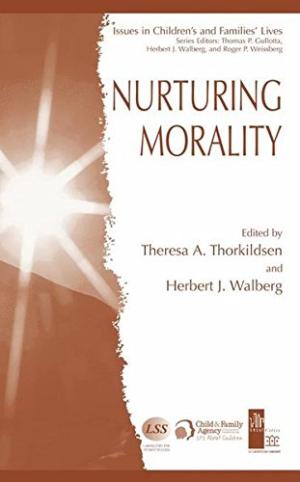 Issues in Children's and Families' Lives
Series Editors: Thomas P. Gullotta,
Herbert J. Walberg, and Roger P. Weissberg
NURTURING
MORALITY
Edited by
Theresa A. Thorkildsen
and
Herbert J. Walberg
LSS
Child & Family
Agency